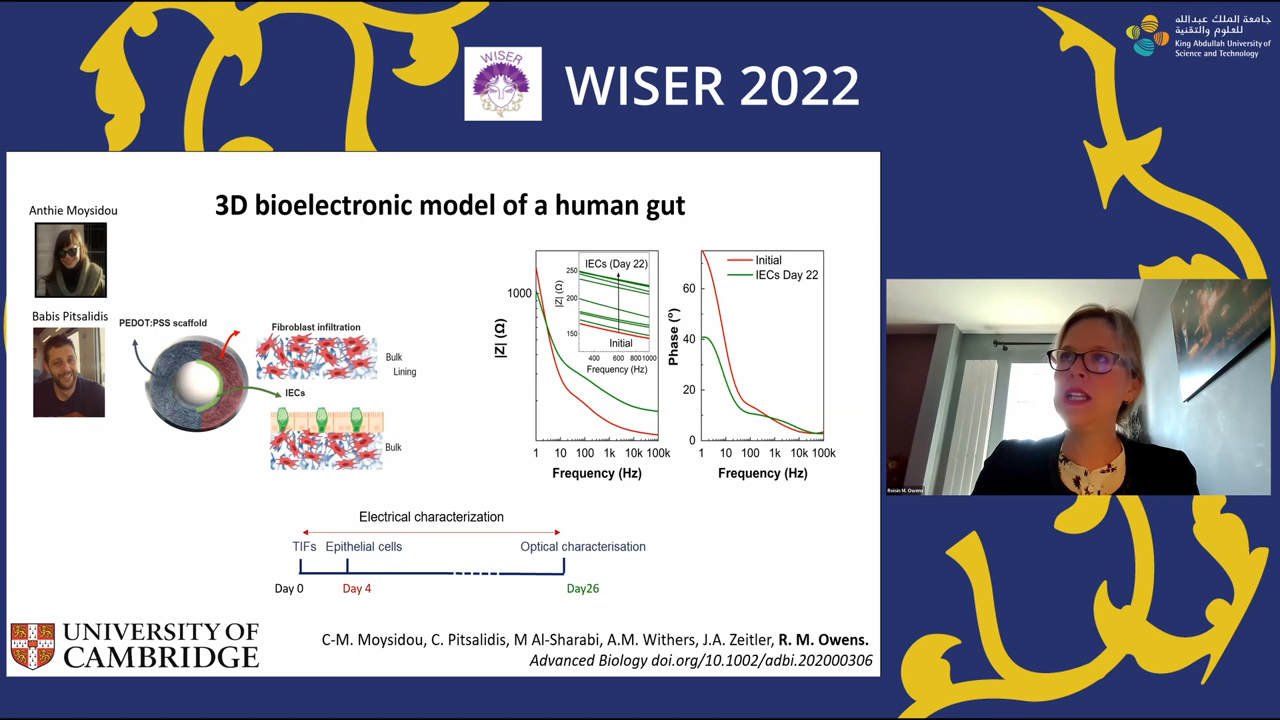 جامعة الملك عبدالله
للعلوم والتقنية
King Abdullah University of
Science and Technology
WISER
WISER 2022
3D bioelectronic model of a human gut
Anthie Moysidou
Babis Pitsalidis
PEDOT:PSS scaffold
Fibroblast infiltration
Bulk
Lining
IECs
Bulk
|Z| (Ω)
1000
1
10
100
1k
10k
100k
Frequency (Hz)
IECs (Day 22)
|Z| (Ω)
250
200
150
Initial
400
600
800
1000
Frequency (Hz)
Phase (°)
60
40
20
0
Initial
IECs Day 22
1
10
100
1k
10k
100k
Frequency (Hz)
Electrical characterization
TIFs
Epithelial cells
Optical characterisation
Day 0
Day 4
Day26
UNIVERSITY OF
CAMBRIDGE
C-M. Moysidou, C. Pitsalidis, M Al-Sharabi, A.M. Withers, J.A. Zeitler, R. M. Owens.
Advanced Biology doi.org/10.1002/adbi.202000306
Roisin M. Owens